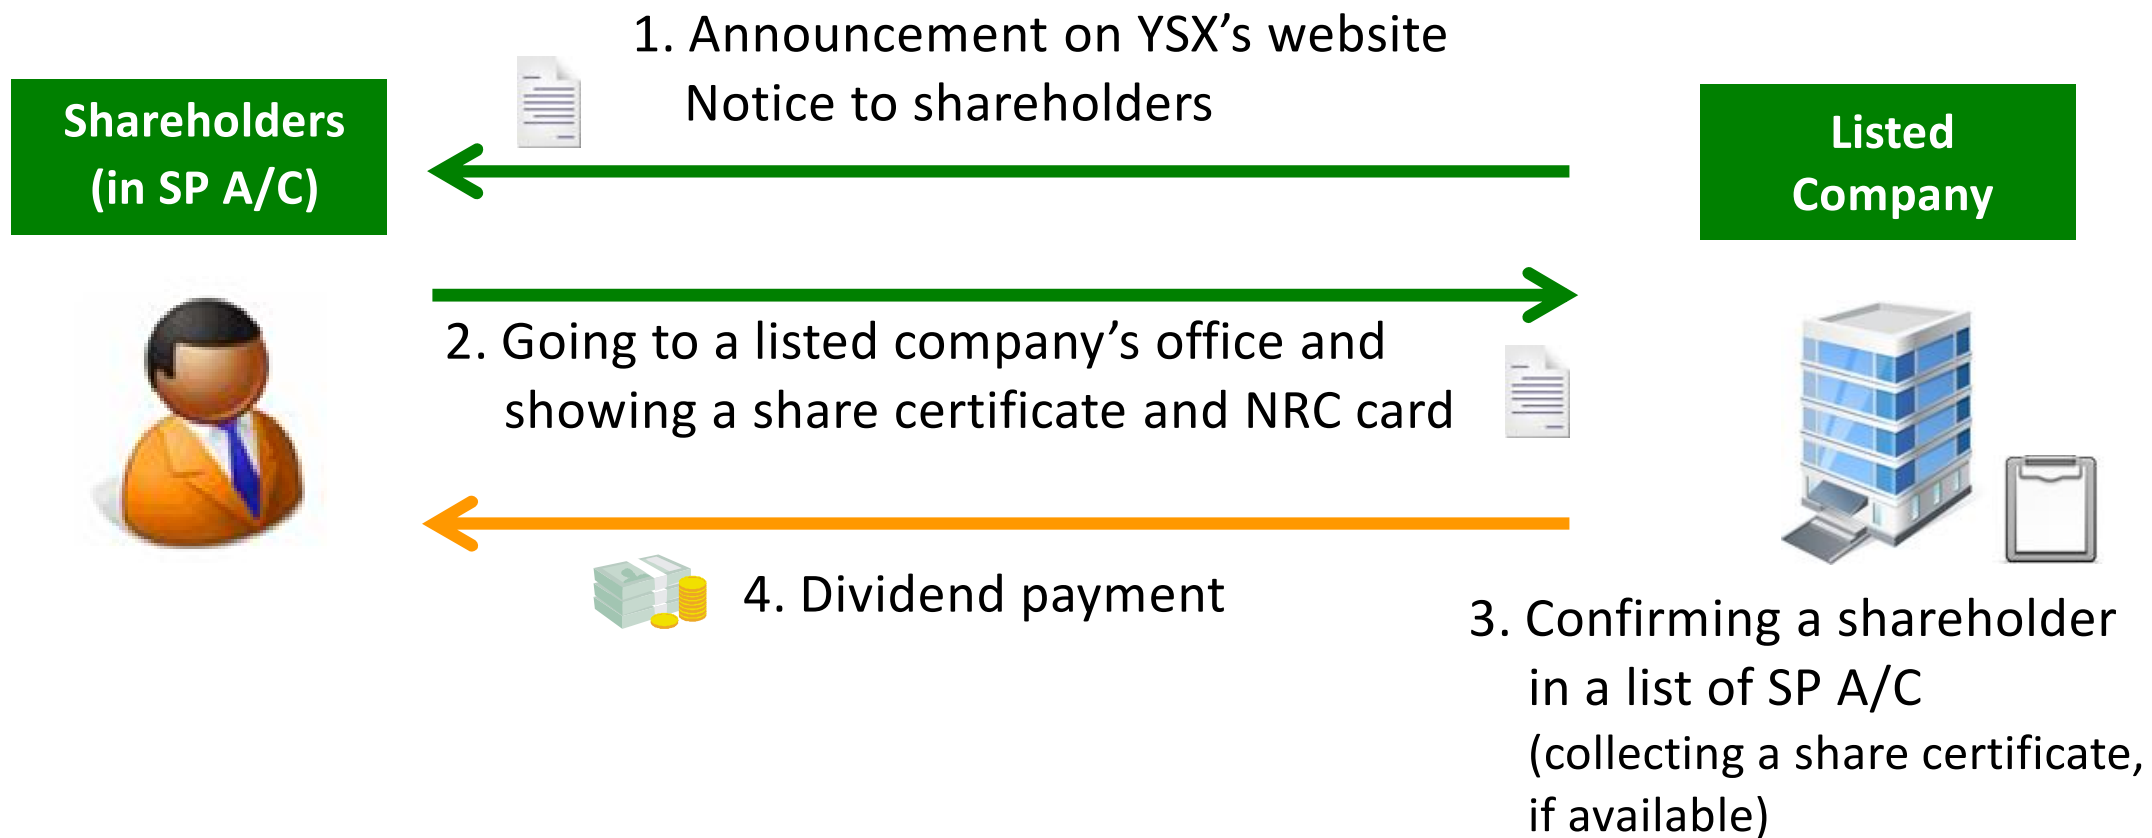 1. Announcement on YSX’s website
Notice to shareholders
Shareholders
(in SP A/C)
Listed
Company
2. Going to a listed company’s office and
showing a share certificate and NRC card
4. Dividend payment
3. Confirming a shareholder
in a list of SP A/C
(collecting a share certificate,
if available)